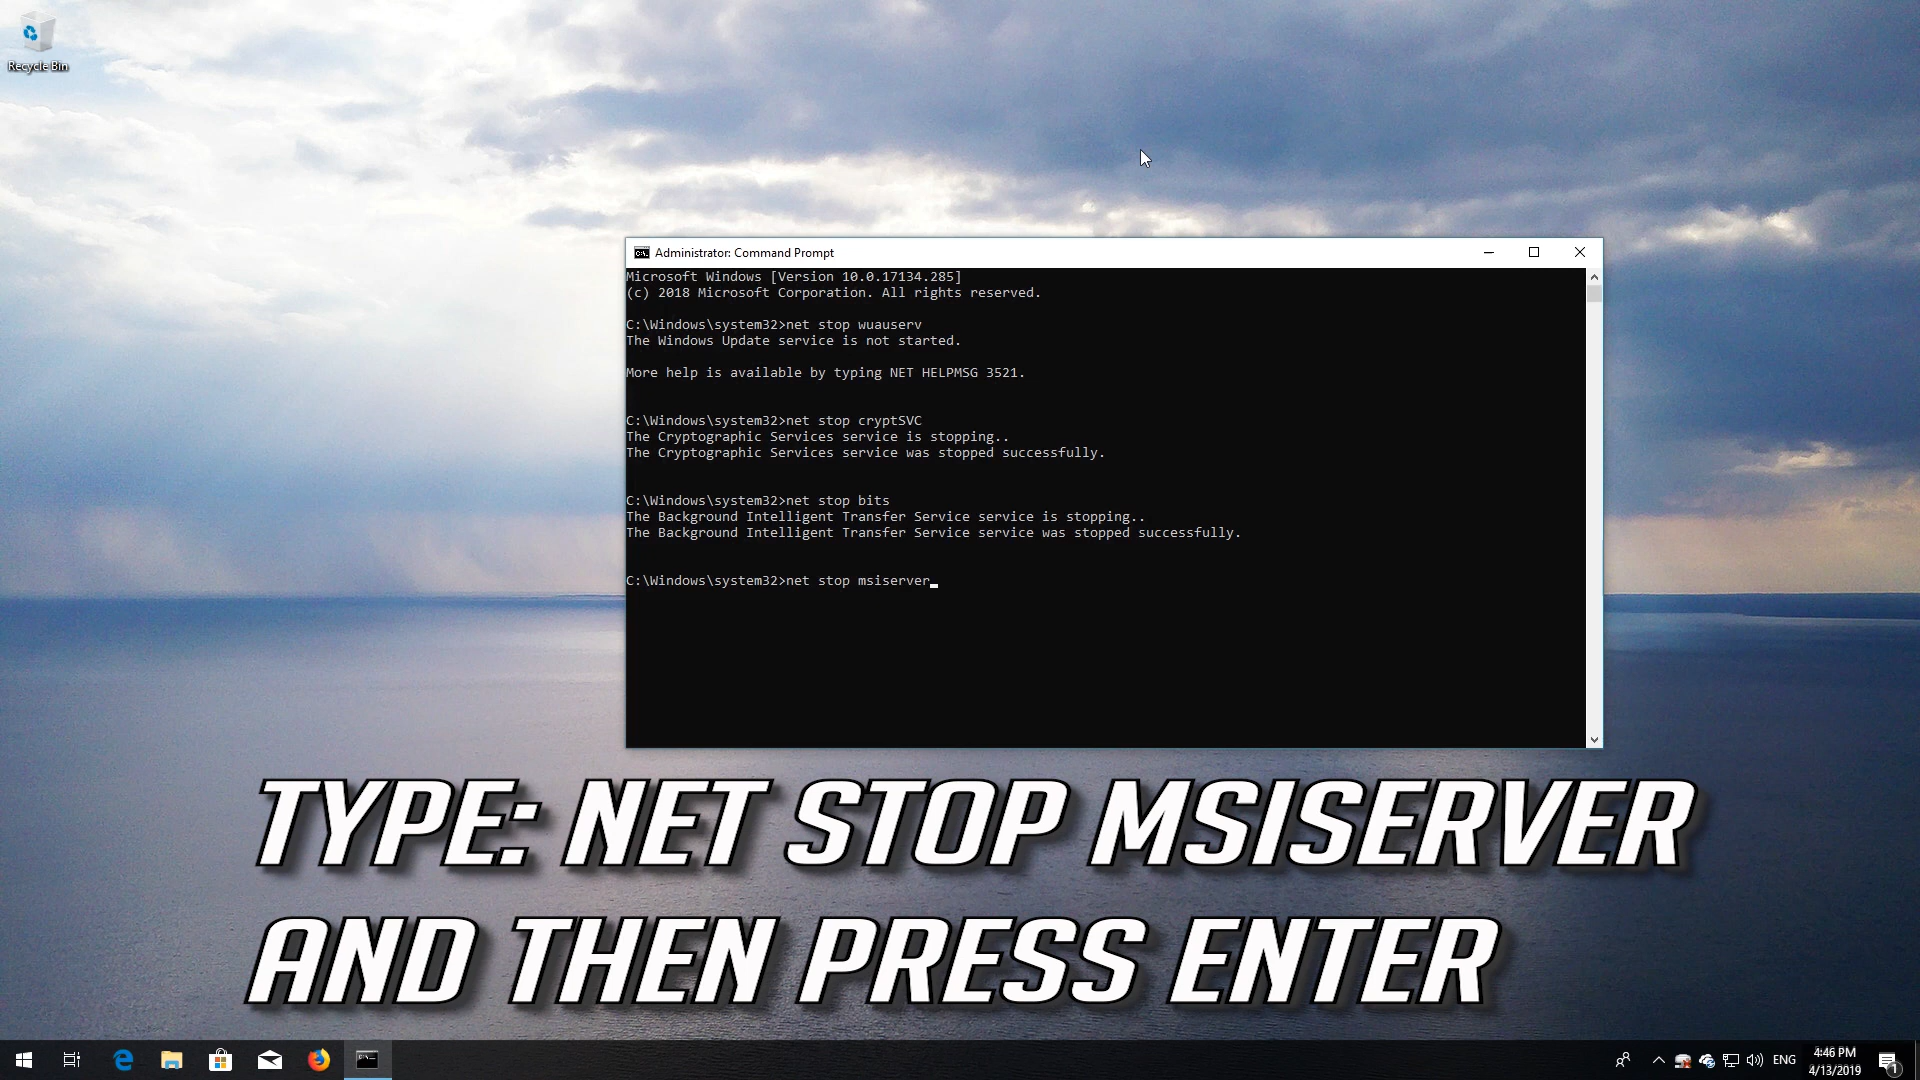 Recycle Bin
Administrator: Command Prompt
Microsoft Windows [Version 10.0.17134.285]
(c) 2018 Microsoft Corporation. All rights reserved.
C:\Windows\system32>net stop wuauserv
The Windows Update service is not started.
More help is available by typing NET HELPMSG 3521.
C:\Windows\system32>net stop cryptSVC
The Cryptographic Services service is stopping..
The Cryptographic Services service was stopped successfully.
C:\Windows\system32>net stop bits
The Background Intelligent Transfer Service service is stopping..
The Background Intelligent Transfer Service service was stopped successfully.
C:\Windows\system32>net stop msiserver
TYPE: NET STOP MSISERVER
AND THEN PRESS ENTER
ENG
4:46 PM
4/13/2019
1